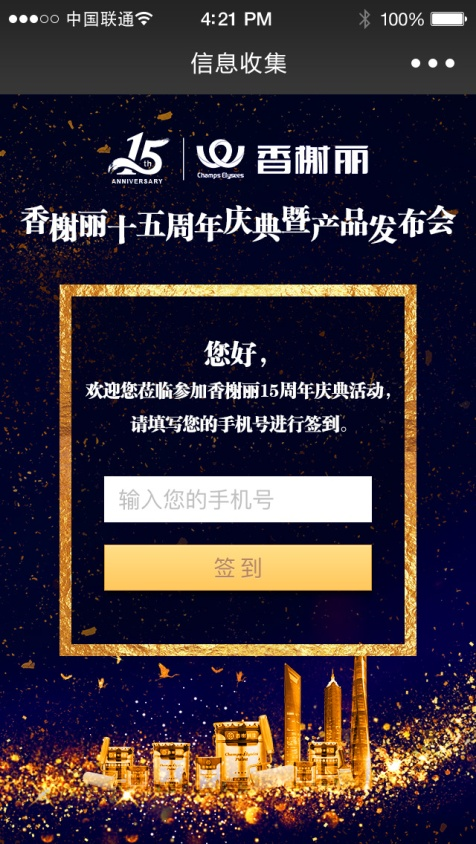 中国联通 4:21 PM 100%
信息收集
15th
ANNIVERSARY
Champs Elysees
香榭丽
香榭丽十五周年庆典暨产品发布会
您好，
欢迎您莅临参加香榭丽15周年庆典活动，
请填写您的手机号进行签到。
输入您的手机号
签到